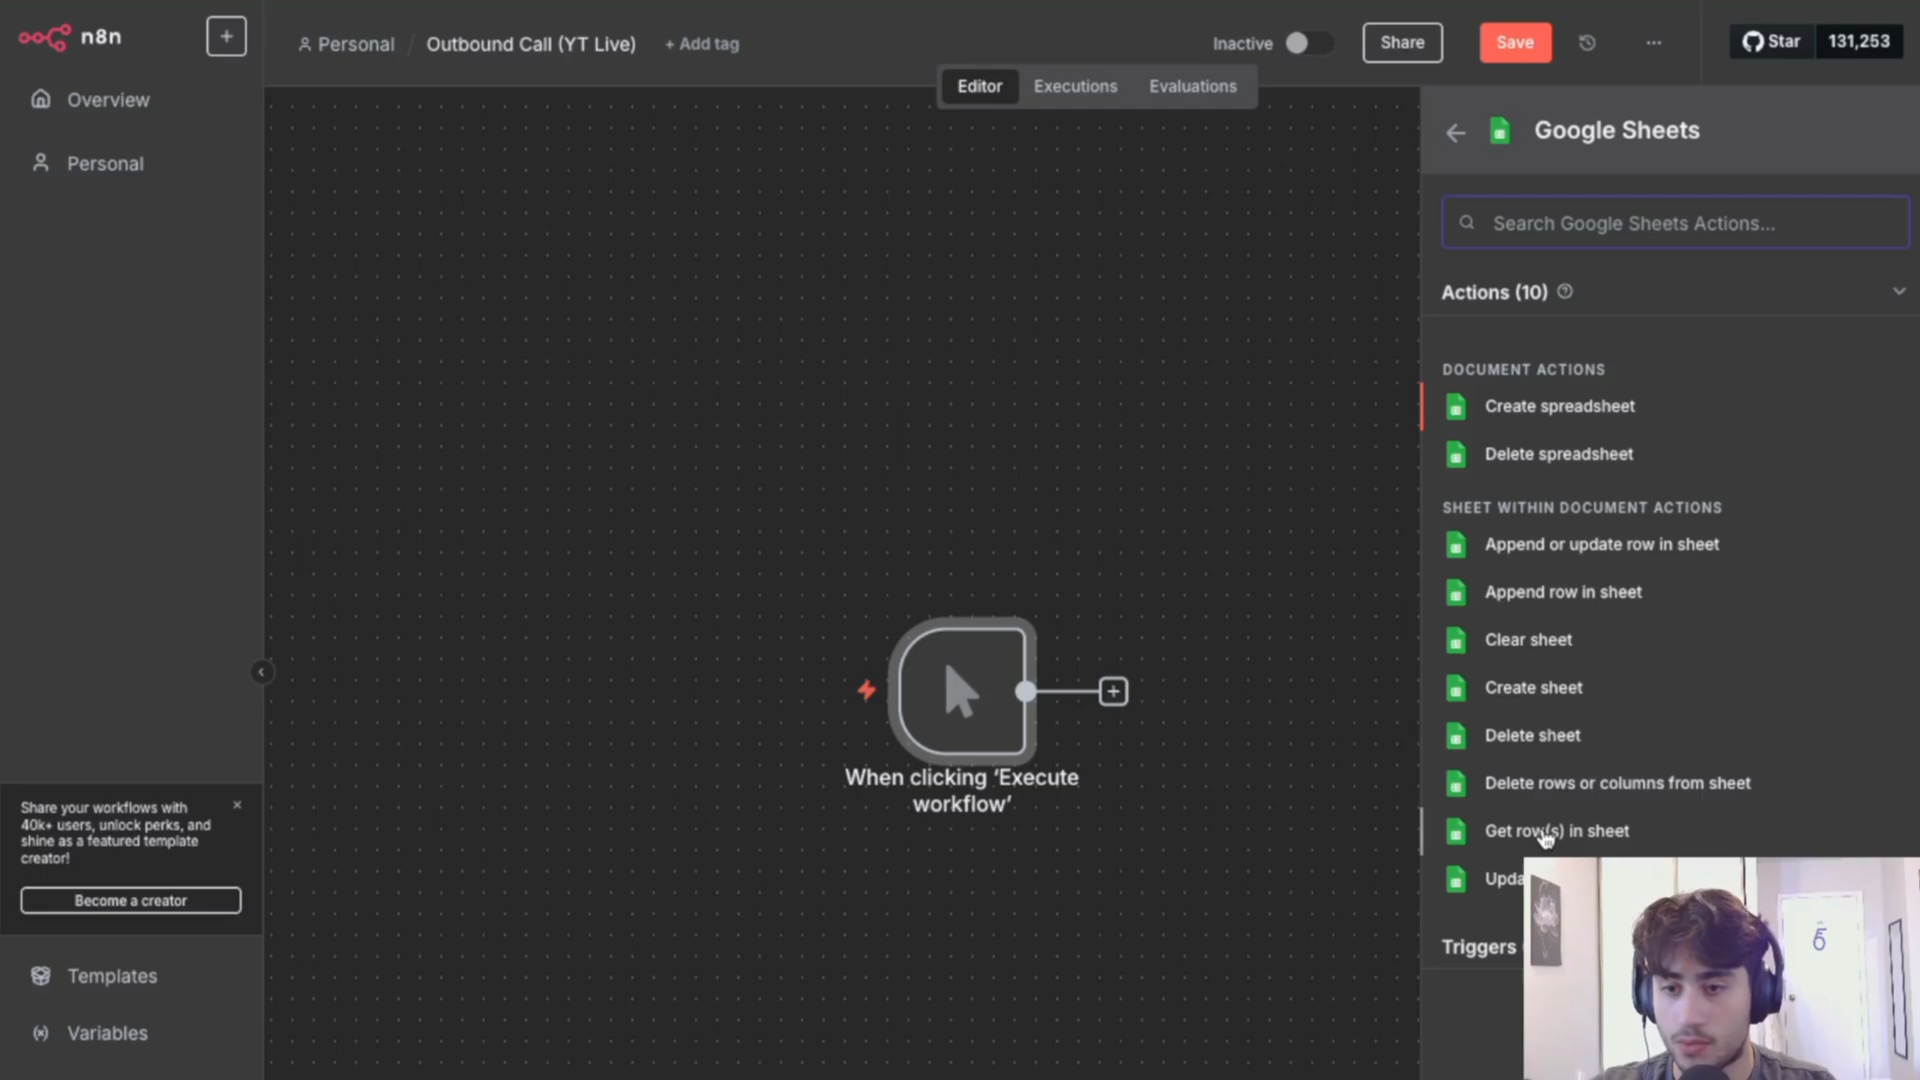 n8n
+
Personal / Outbound Call (YT Live) + Add tag
Inactive
Share
Save
Star 131,253
Overview
Personal
Editor Executions Evaluations
Google Sheets
Search Google Sheets Actions...
Actions (10)
DOCUMENT ACTIONS
Create spreadsheet
Delete spreadsheet
SHEET WITHIN DOCUMENT ACTIONS
Append or update row in sheet
Append row in sheet
Clear sheet
Create sheet
Delete sheet
Delete rows or columns from sheet
Get row(s) in sheet
Upda
Triggers
When clicking ‘Execute
workflow’
Share your workflows with
40k+ users, unlock perks, and
shine as a featured template
creator!
Become a creator
Templates
Variables